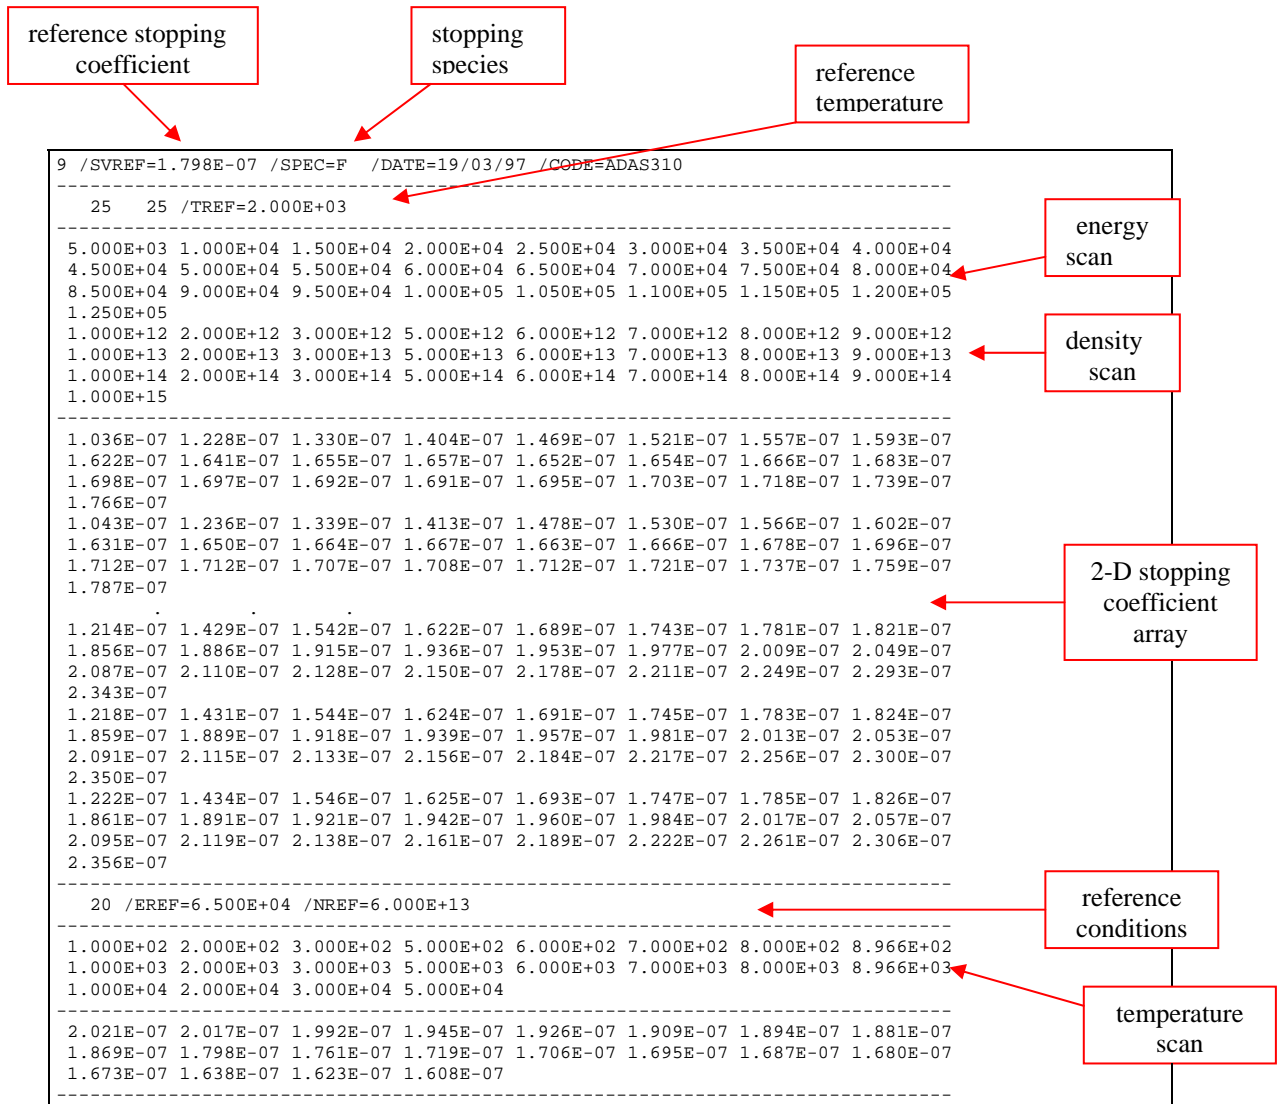 reference stopping
coefficient
stopping
species
reference
temperature
9 /SVREF=1.798E-07 /SPEC=F /DATE=19/03/97 /CODE=ADAS310
--------------------------------------------------------------------------------
25 25 /TREF=2.000E+03
--------------------------------------------------------------------------------
5.000E+03 1.000E+04 1.500E+04 2.000E+04 2.500E+04 3.000E+04 3.500E+04 4.000E+04
4.500E+04 5.000E+04 5.500E+04 6.000E+04 6.500E+04 7.000E+04 7.500E+04 8.000E+04
8.500E+04 9.000E+04 9.500E+04 1.000E+05 1.050E+05 1.100E+05 1.150E+05 1.200E+05
1.250E+05
energy
scan
1.000E+12 2.000E+12 3.000E+12 5.000E+12 6.000E+12 7.000E+12 8.000E+12 9.000E+12
1.000E+13 2.000E+13 3.000E+13 5.000E+13 6.000E+13 7.000E+13 8.000E+13 9.000E+13
1.000E+14 2.000E+14 3.000E+14 5.000E+14 6.000E+14 7.000E+14 8.000E+14 9.000E+14
1.000E+15
density
scan
--------------------------------------------------------------------------------
1.036E-07 1.228E-07 1.330E-07 1.404E-07 1.469E-07 1.521E-07 1.557E-07 1.593E-07
1.622E-07 1.641E-07 1.655E-07 1.657E-07 1.652E-07 1.654E-07 1.666E-07 1.683E-07
1.698E-07 1.697E-07 1.692E-07 1.691E-07 1.695E-07 1.703E-07 1.718E-07 1.739E-07
1.766E-07
1.043E-07 1.236E-07 1.339E-07 1.413E-07 1.478E-07 1.530E-07 1.566E-07 1.602E-07
1.631E-07 1.650E-07 1.664E-07 1.667E-07 1.663E-07 1.666E-07 1.678E-07 1.696E-07
1.712E-07 1.712E-07 1.707E-07 1.708E-07 1.712E-07 1.721E-07 1.737E-07 1.759E-07
1.787E-07
. . .
1.214E-07 1.429E-07 1.542E-07 1.622E-07 1.689E-07 1.743E-07 1.781E-07 1.821E-07
1.856E-07 1.886E-07 1.915E-07 1.936E-07 1.953E-07 1.977E-07 2.009E-07 2.049E-07
2.087E-07 2.110E-07 2.128E-07 2.150E-07 2.178E-07 2.211E-07 2.249E-07 2.293E-07
2.343E-07
1.218E-07 1.431E-07 1.544E-07 1.624E-07 1.691E-07 1.745E-07 1.783E-07 1.824E-07
1.859E-07 1.889E-07 1.918E-07 1.939E-07 1.957E-07 1.981E-07 2.013E-07 2.053E-07
2.091E-07 2.115E-07 2.133E-07 2.156E-07 2.184E-07 2.217E-07 2.256E-07 2.300E-07
2.350E-07
1.222E-07 1.434E-07 1.546E-07 1.625E-07 1.693E-07 1.747E-07 1.785E-07 1.826E-07
1.861E-07 1.891E-07 1.921E-07 1.942E-07 1.960E-07 1.984E-07 2.017E-07 2.057E-07
2.095E-07 2.119E-07 2.138E-07 2.161E-07 2.189E-07 2.222E-07 2.261E-07 2.306E-07
2.356E-07
2-D stopping
coefficient
array
--------------------------------------------------------------------------------
20 /EREF=6.500E+04 /NREF=6.000E+13
reference
conditions
--------------------------------------------------------------------------------
1.000E+02 2.000E+02 3.000E+02 5.000E+02 6.000E+02 7.000E+02 8.000E+02 8.966E+02
1.000E+03 2.000E+03 3.000E+03 5.000E+03 6.000E+03 7.000E+03 8.000E+03 8.966E+03
1.000E+04 2.000E+04 3.000E+04 5.000E+04
temperature
scan
--------------------------------------------------------------------------------
2.021E-07 2.017E-07 1.992E-07 1.945E-07 1.926E-07 1.909E-07 1.894E-07 1.881E-07
1.869E-07 1.798E-07 1.761E-07 1.719E-07 1.706E-07 1.695E-07 1.687E-07 1.680E-07
1.673E-07 1.638E-07 1.623E-07 1.608E-07
--------------------------------------------------------------------------------